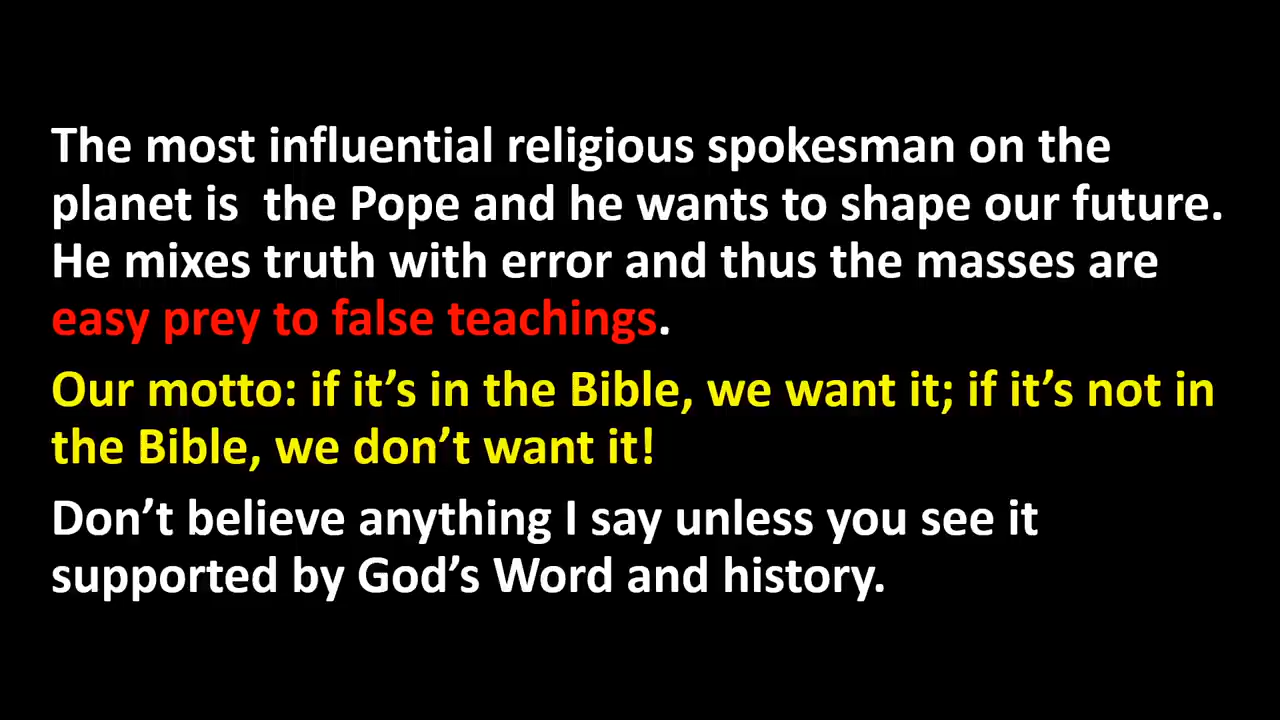 The most influential religious spokesman on the
planet is  the Pope and he wants to shape our future.
He mixes truth with error and thus the masses are
easy prey to false teachings.
Our motto: if it’s in the Bible, we want it; if it’s not in
the Bible, we don’t want it!
Don’t believe anything I say unless you see it
supported by God’s Word and history.